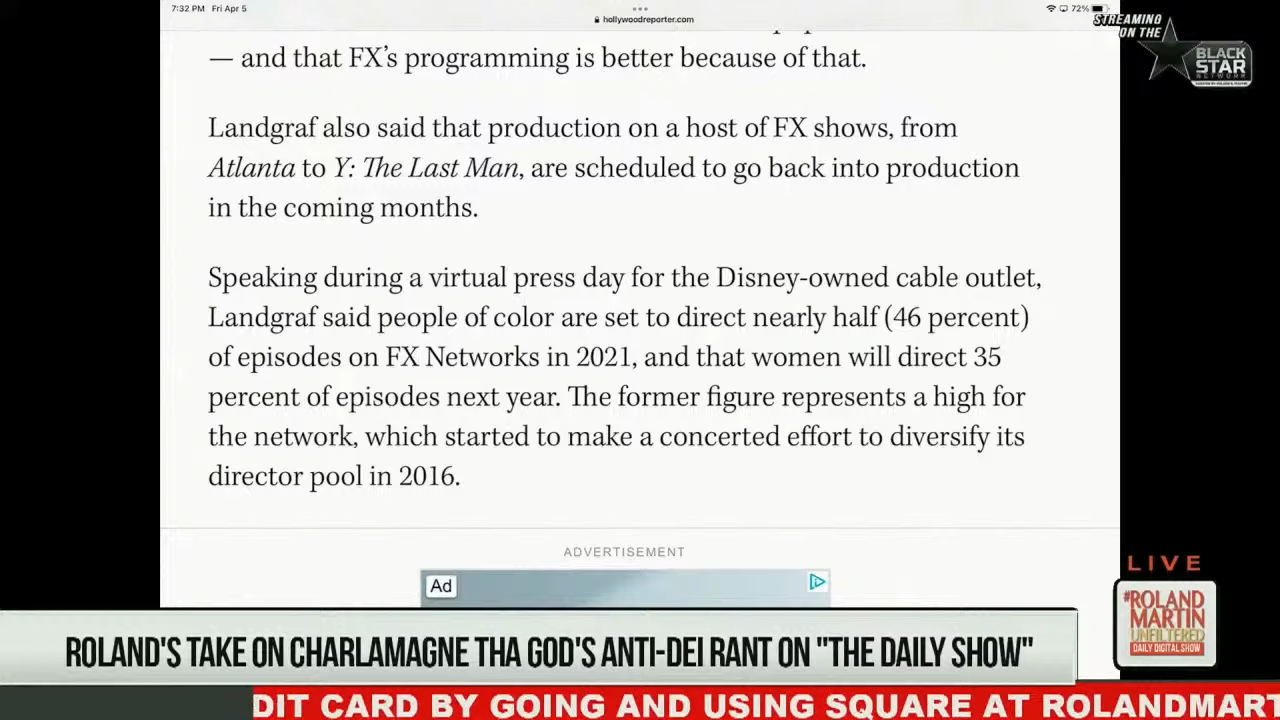 7:32 PM Fri Apr 5
72%
hollywoodreporter.com
STREAMING
ON THE
BLACK
STAR
NETWORK
— and that FX's programming is better because of that.
Landgraf also said that production on a host of FX shows, from
Atlanta to Y: The Last Man, are scheduled to go back into production
in the coming months.
Speaking during a virtual press day for the Disney-owned cable outlet,
Landgraf said people of color are set to direct nearly half (46 percent)
of episodes on FX Networks in 2021, and that women will direct 35
percent of episodes next year. The former figure represents a high for
the network, which started to make a concerted effort to diversify its
director pool in 2016.
ADVERTISEMENT
Ad
LIVE
#ROLAND
MARTIN
UNFILTERED
DAILY DIGITAL SHOW
ROLAND'S TAKE ON CHARLAMAGNE THA GOD'S ANTI-DEI RANT ON "THE DAILY SHOW"
DIT CARD BY GOING AND USING SQUARE AT ROLANDMART